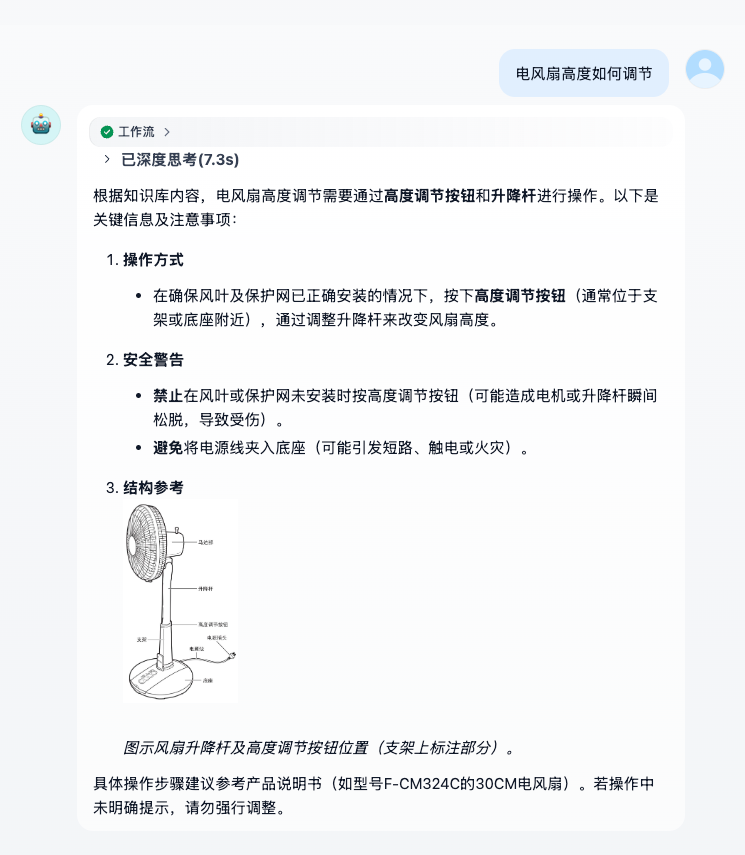 电风扇高度如何调节
工作流
已深度思考(7.3s)
根据知识库内容，电风扇高度调节需要通过高度调节按钮和升降杆进行操作。以下是
关键信息及注意事项：
1. 操作方式
• 在确保风叶及保护网已正确安装的情况下，按下高度调节按钮（通常位于支
架或底座附近），通过调整升降杆来改变风扇高度。
2. 安全警告
• 禁止在风叶或保护网未安装时按高度调节按钮（可能造成电机或升降杆瞬间
松脱，导致受伤）。
• 避免将电源线夹入底座（可能引发短路、触电或火灾）。
3. 结构参考
升降杆
高度调节按钮
支架
电源线
底座
图示风扇升降杆及高度调节按钮位置（支架上标注部分）。
具体操作步骤建议参考产品说明书（如型号F-CM324C的30CM电风扇）。若操作中
未明确提示，请勿强行调整。